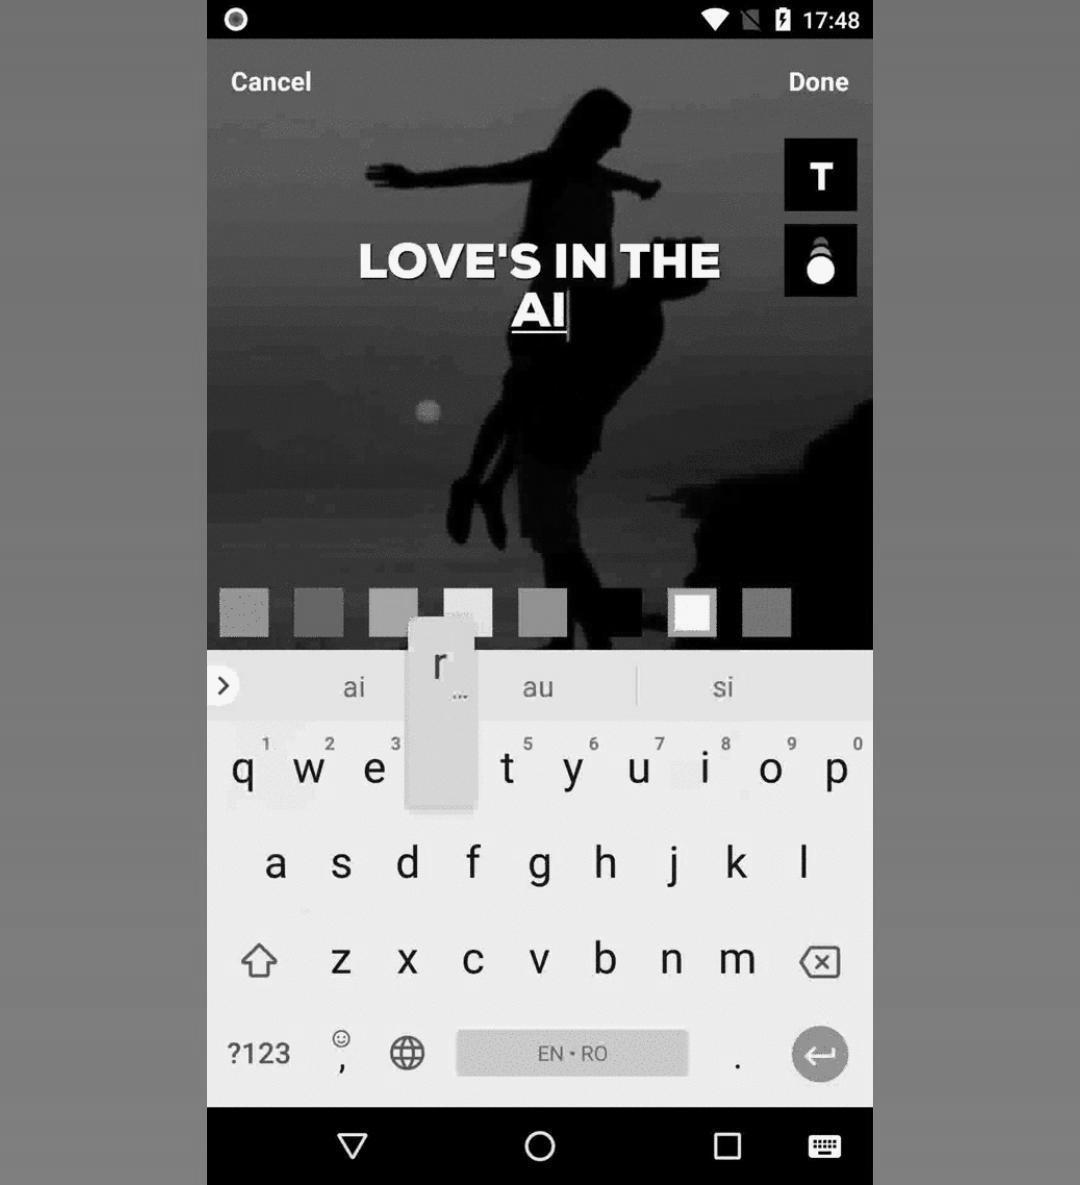 17:48
Cancel Done
T
LOVE'S IN THE
AI
r
...
ai au si
1 2 3 5 6 7 8 9 0
q w e t y u i o p
a s d f g h j k l
z x c v b n m
?123 , EN • RO .